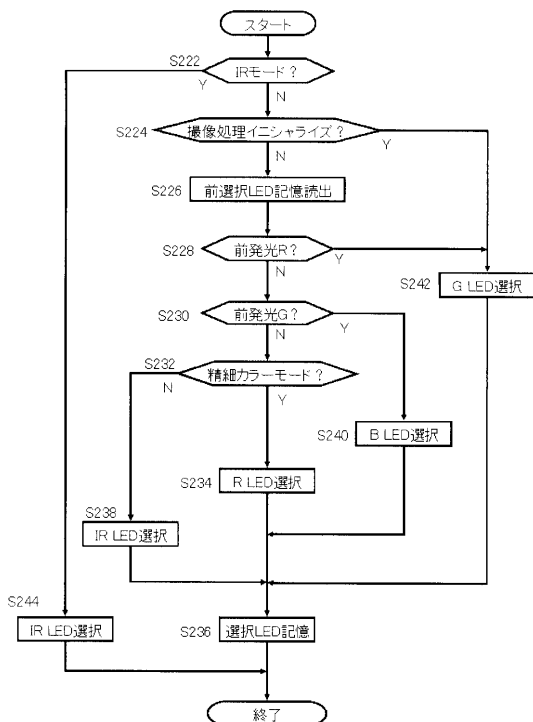 スタート
S222
IRモード?
Y
N
S224
撮像処理イニシャライズ?
Y
N
S226
前選択LED記憶読出
S228
前発光R?
Y
N
S242
G LED選択
S230
前発光G?
Y
N
S232
精細カラーモード?
N
Y
S240
B LED選択
S234
R LED選択
S238
IR LED選択
S244
IR LED選択
S236
選択LED記憶
終了